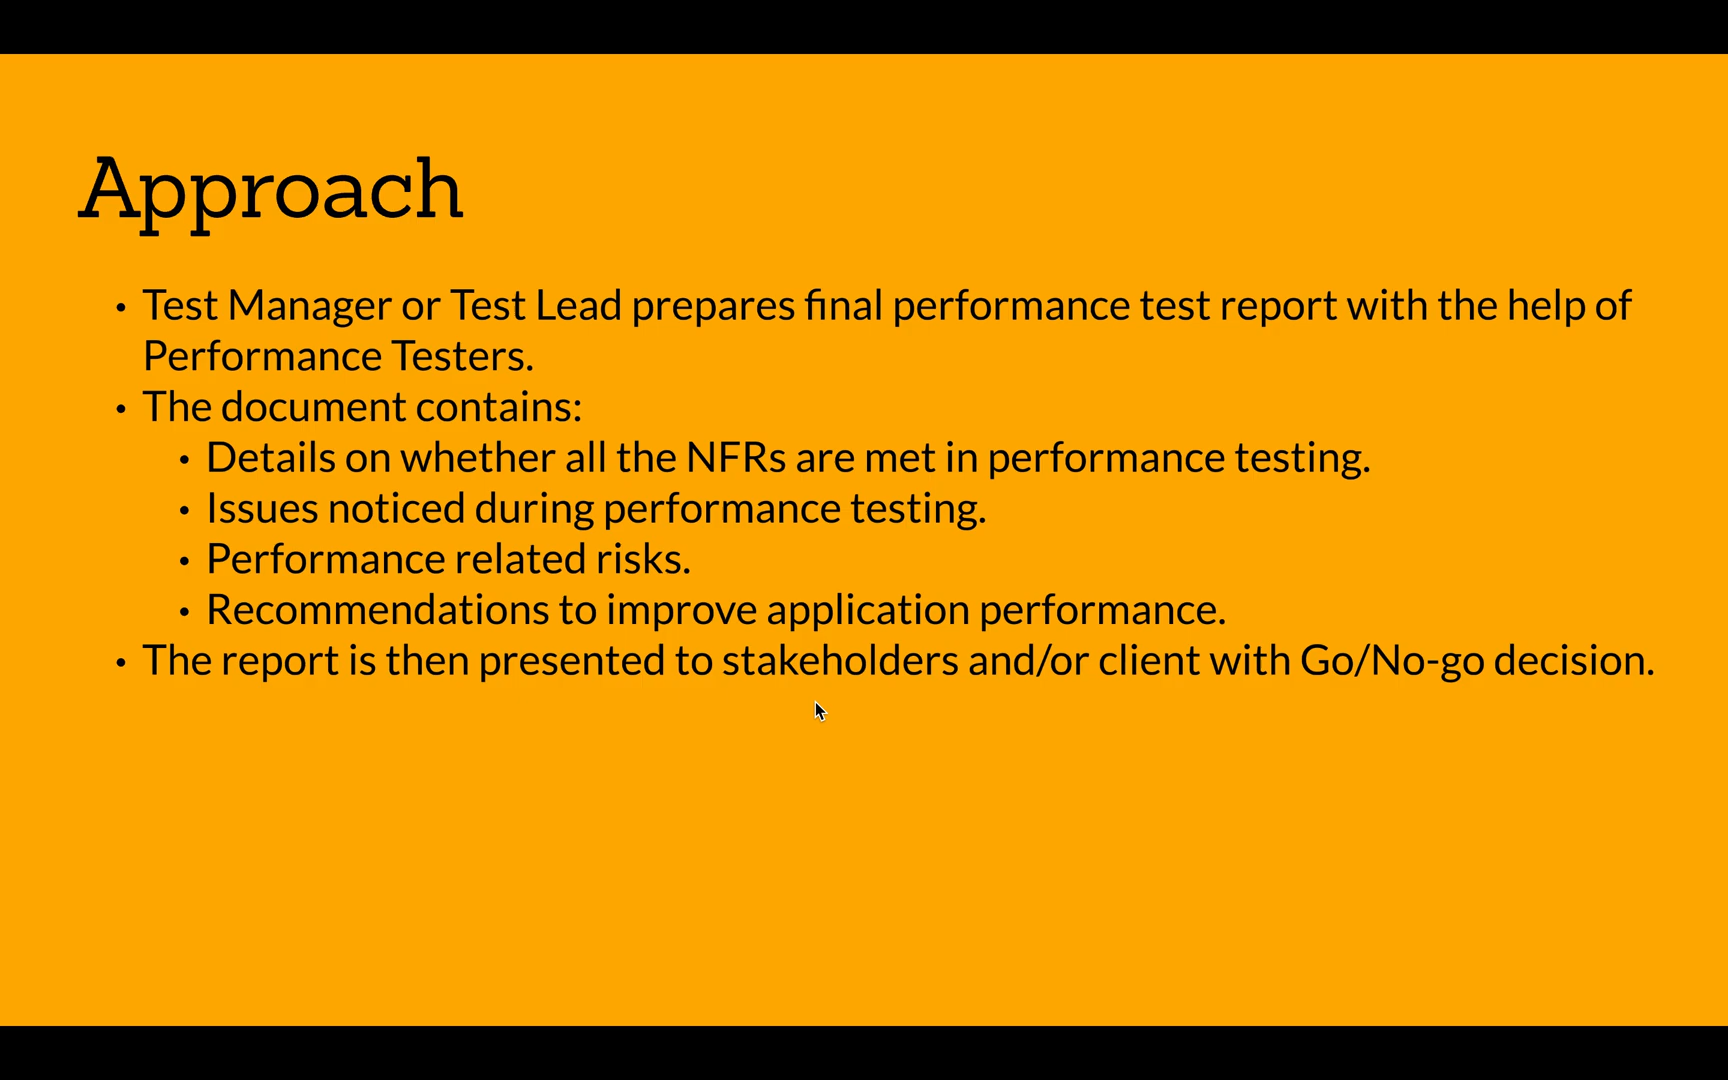 Approach
• Test Manager or Test Lead prepares final performance test report with the help of
Performance Testers.
• The document contains:
• Details on whether all the NFRs are met in performance testing.
• Issues noticed during performance testing.
• Performance related risks.
• Recommendations to improve application performance.
• The report is then presented to stakeholders and/or client with Go/No-go decision.